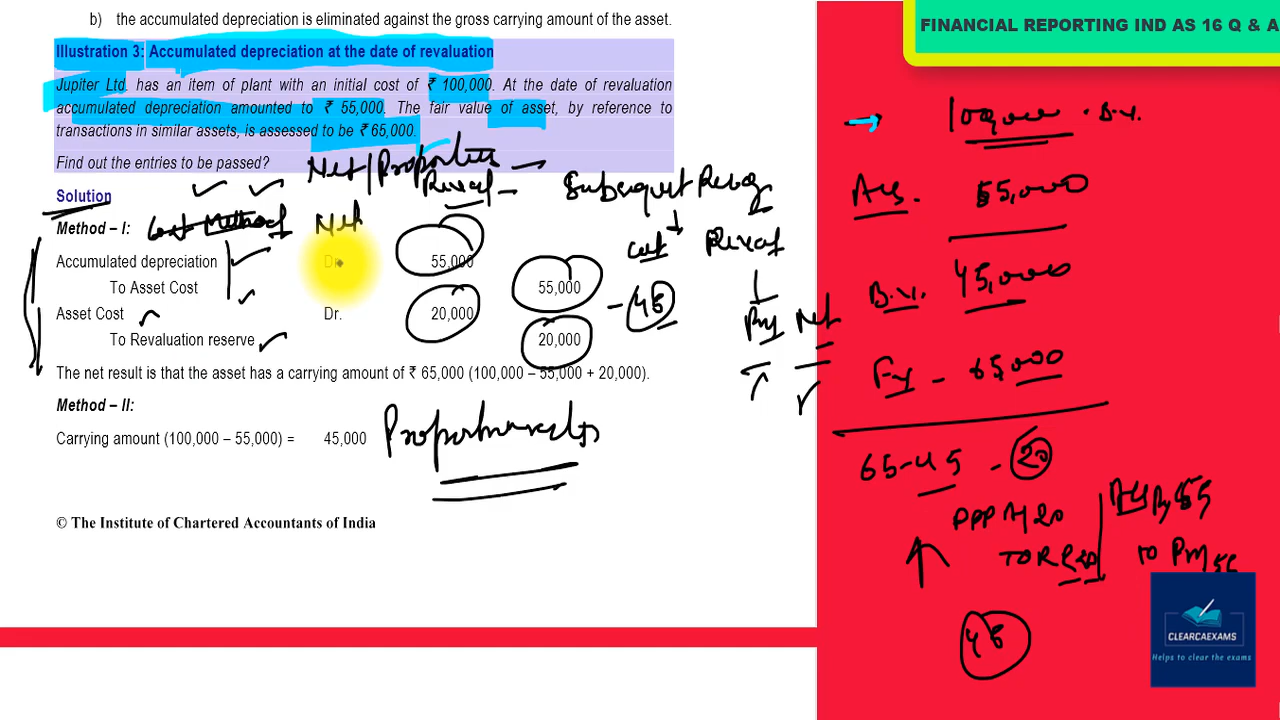 b) the accumulated depreciation is eliminated against the gross carrying amount of the asset.
FINANCIAL REPORTING IND AS 16 Q & A
Illustration 3: Accumulated depreciation at the date of revaluation
Jupiter Ltd. has an item of plant with an initial cost of ₹ 100,000. At the date of revaluation
accumulated depreciation amounted to ₹ 55,000. The fair value of asset, by reference to
transactions in similar assets, is assessed to be ₹ 65,000.
Find out the entries to be passed?
Net/
Solution
Method – I: Net
Accumulated depreciation Dr. 55,000
To Asset Cost 55,000
Asset Cost Dr. 20,000
To Revaluation reserve 20,000
The net result is that the asset has a carrying amount of ₹ 65,000 (100,000 – 55,000 + 20,000).
Method – II:
Carrying amount (100,000 – 55,000) = 45,000
© The Institute of Chartered Accountants of India
Net
55,000
B.V. 45,000
65,000
65-45 - 20
CLEARCAEXAMS
Helps to clear the exams